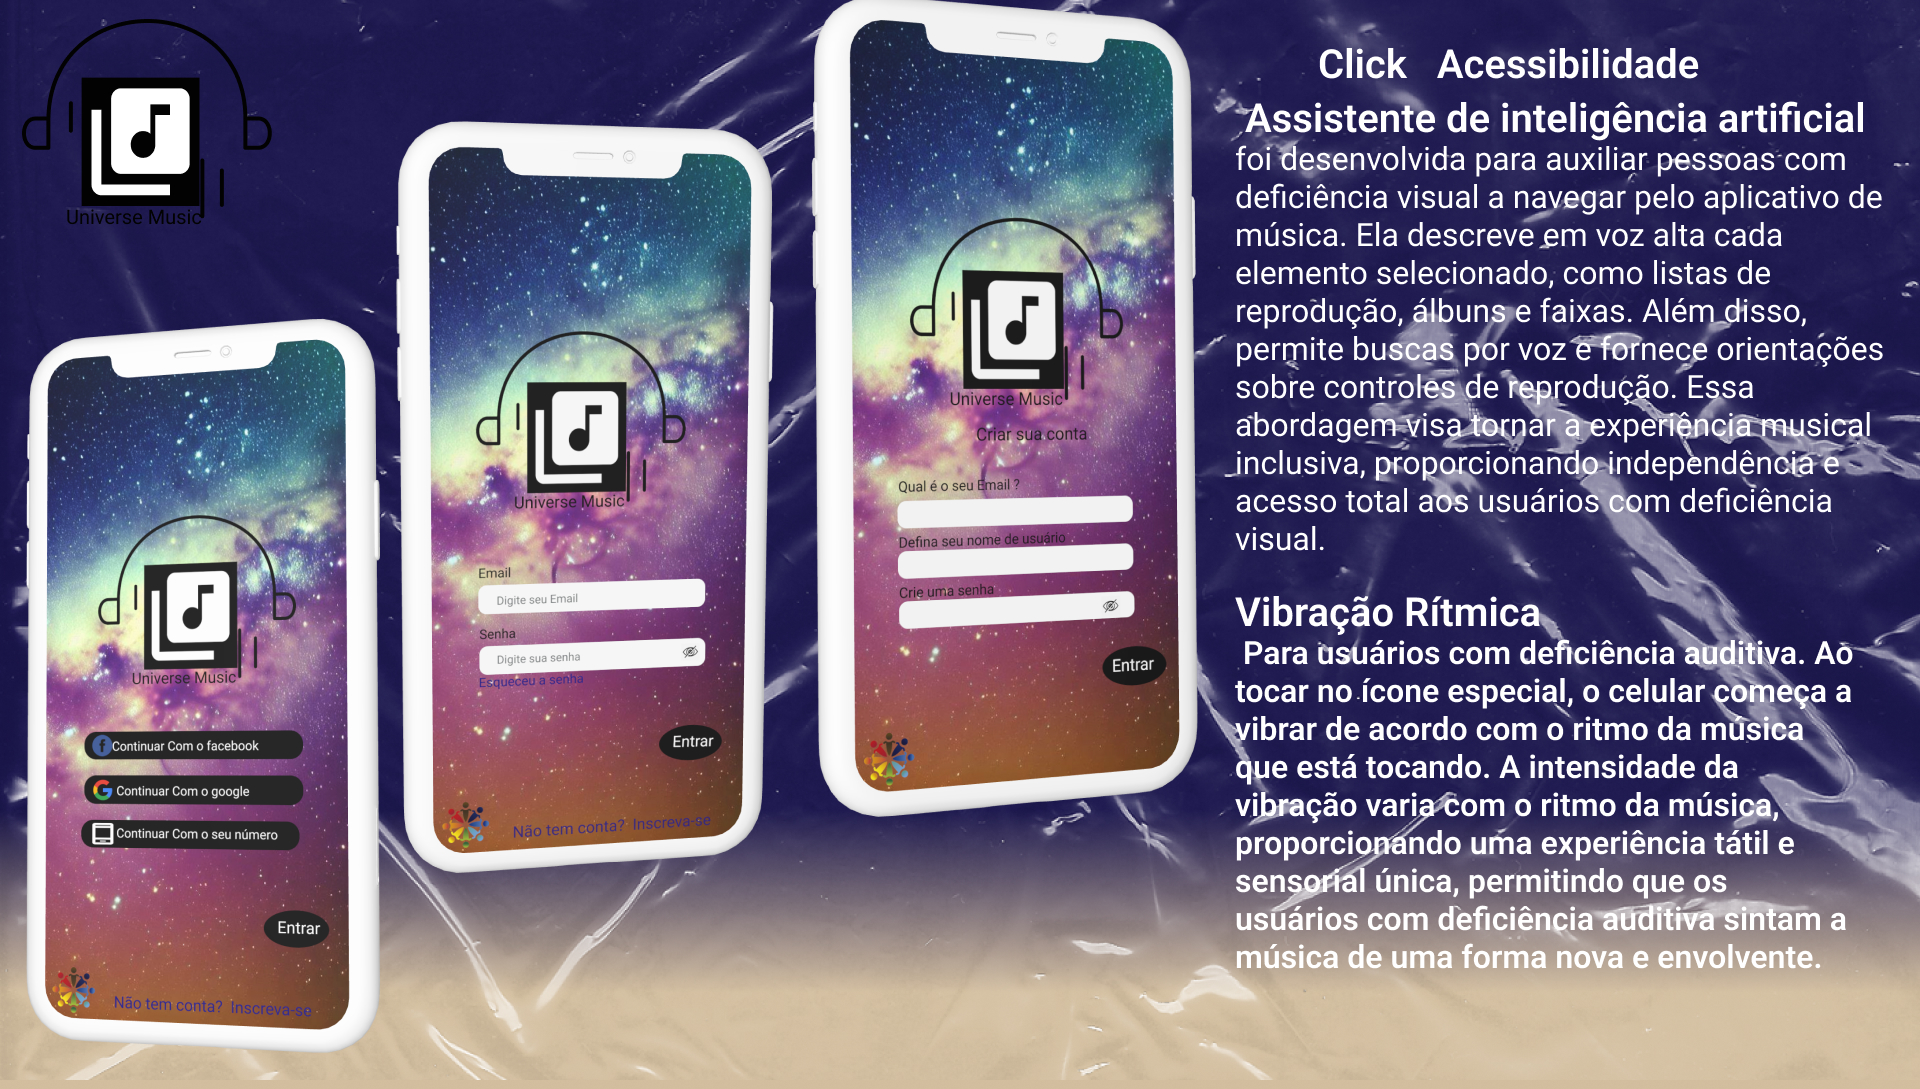 Universe Music
Universe Music
Continuar Com o facebook
Continuar Com o google
Continuar Com o seu número
Entrar
Não tem conta? Inscreva-se
Universe Music
Email
Digite seu Email
Senha
Digite sua senha
Esqueceu a senha
Entrar
Não tem conta? Inscreva-se
Universe Music
Criar sua conta
Qual é o seu Email ?
Defina seu nome de usuário
Crie uma senha
Entrar
Click Acessibilidade
Assistente de inteligência artificial
foi desenvolvida para auxiliar pessoas com
deficiência visual a navegar pelo aplicativo de
música. Ela descreve em voz alta cada
elemento selecionado, como listas de
reprodução, álbuns e faixas. Além disso,
permite buscas por voz e fornece orientações
sobre controles de reprodução. Essa
abordagem visa tornar a experiência musical
inclusiva, proporcionando independência e
acesso total aos usuários com deficiência
visual.
Vibração Rítmica
Para usuários com deficiência auditiva. Ao
tocar no ícone especial, o celular começa a
vibrar de acordo com o ritmo da música
que está tocando. A intensidade da
vibração varia com o ritmo da música,
proporcionando uma experiência tátil e
sensorial única, permitindo que os
usuários com deficiência auditiva sintam a
música de uma forma nova e envolvente.